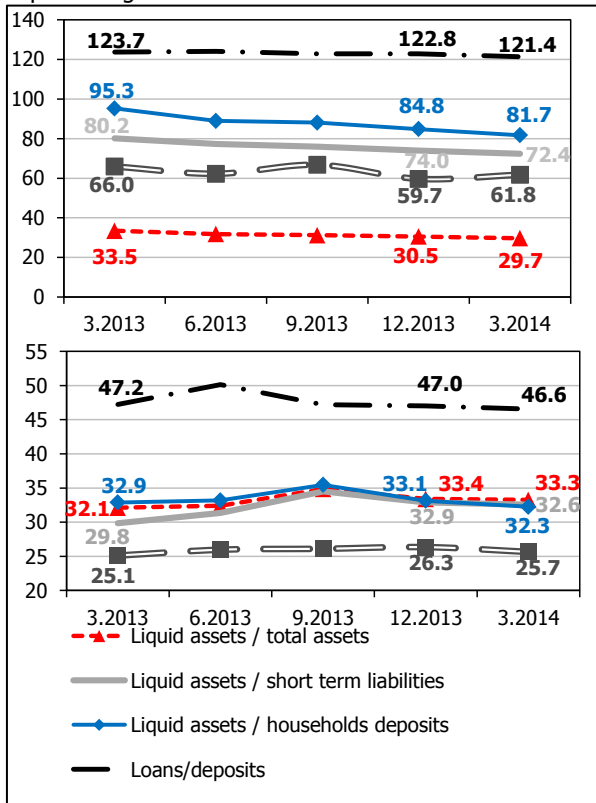 140
120
100
80
60
40
20
0
123.7 122.8 121.4
95.3 84.8 81.7
80.2 74.0 72.4
66.0 59.7 61.8
33.5 30.5 29.7
3.2013 6.2013 9.2013 12.2013 3.2014
55
50
45
40
35
30
25
20
47.2 47.0 46.6
32.9 33.1 33.4 33.3
32.1 32.9 32.6
29.8 32.3
25.1 26.3 25.7
3.2013 6.2013 9.2013 12.2013 3.2014
Liquid assets / total assets
Liquid assets / short term liabilities
Liquid assets / households deposits
Loans/deposits